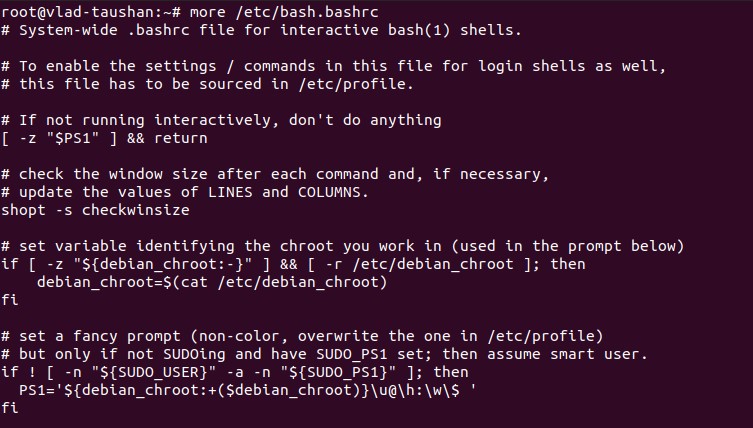 root@vlad-taushan:~# more /etc/bash.bashrc
# System-wide .bashrc file for interactive bash(1) shells.

# To enable the settings / commands in this file for login shells as well,
# this file has to be sourced in /etc/profile.

# If not running interactively, don't do anything
[ -z "$PS1" ] && return

# check the window size after each command and, if necessary,
# update the values of LINES and COLUMNS.
shopt -s checkwinsize

# set variable identifying the chroot you work in (used in the prompt below)
if [ -z "${debian_chroot:-}" ] && [ -r /etc/debian_chroot ]; then
    debian_chroot=$(cat /etc/debian_chroot)
fi

# set a fancy prompt (non-color, overwrite the one in /etc/profile)
# but only if not SUDOing and have SUDO_PS1 set; then assume smart user.
if ! [ -n "${SUDO_USER}" -a -n "${SUDO_PS1}" ]; then
  PS1='${debian_chroot:+($debian_chroot)}\u@\h:\w\$ '
fi